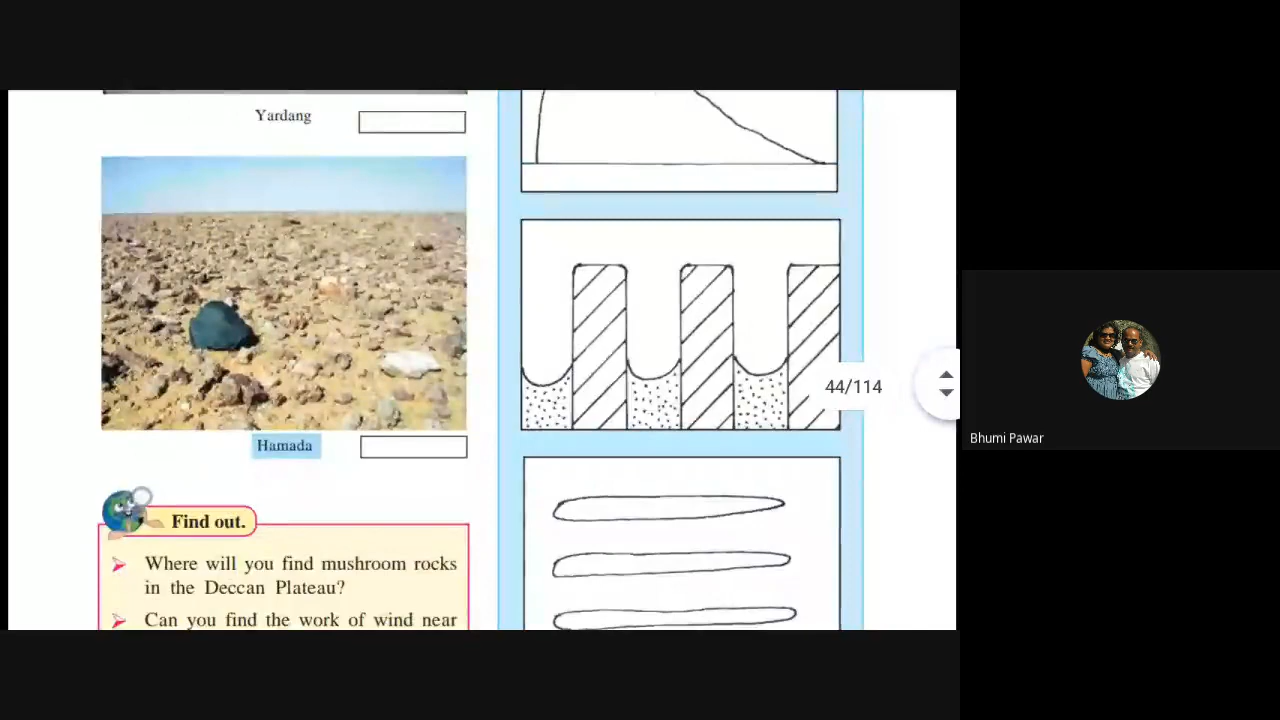 Yardang
Hamada
Find out.
Where will you find mushroom rocks
in the Deccan Plateau?
Can you find the work of wind near
44/114
Bhumi Pawar